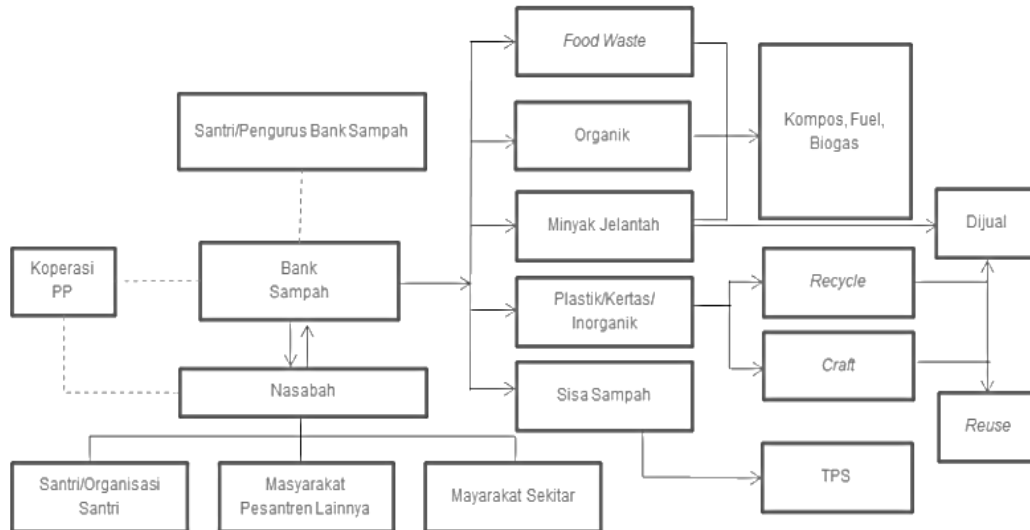 Food Waste
Santri/Pengurus Bank Sampah
Organik
Kompos, Fuel,
Biogas
Minyak Jelantah
Dijual
Koperasi
PP
Bank
Sampah
Plastik/Kertas/
Inorganik
Recycle
Craft
Nasabah
Sisa Sampah
Reuse
Santri/Organisasi
Santri
Masyarakat
Pesantren Lainnya
Mayarakat Sekitar
TPS